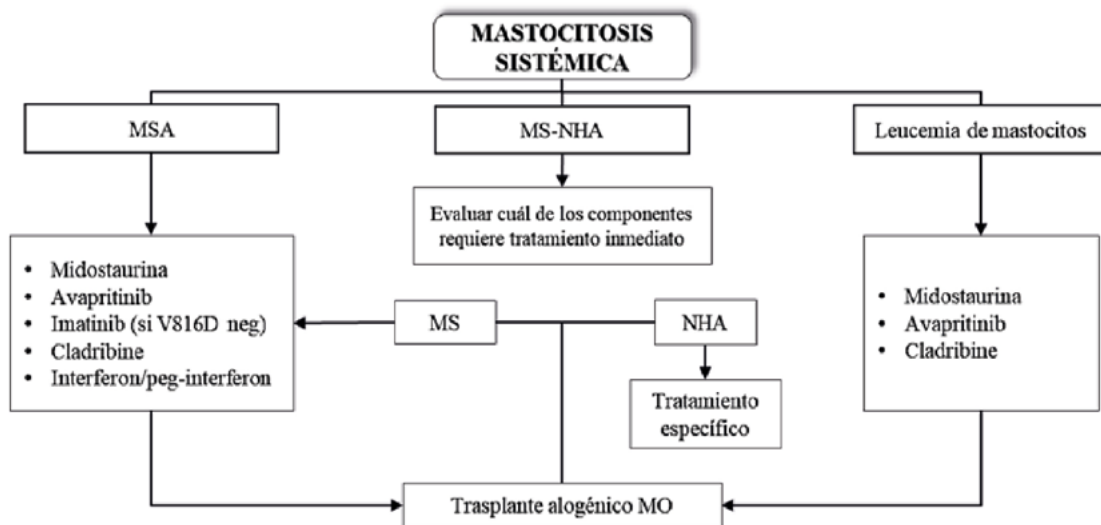 MASTOCITOSIS
SISTÉMICA
MSA
MS-NHA
Leucemia de mastocitos
Evaluar cuál de los componentes
requiere tratamiento inmediato
• Midostaurina
• Avapritinib
• Imatinib (si V816D neg)
• Cladribine
• Interferon/peg-interferon
MS
NHA
Tratamiento
específico
• Midostaurina
• Avapritinib
• Cladribine
Trasplante alogénico MO